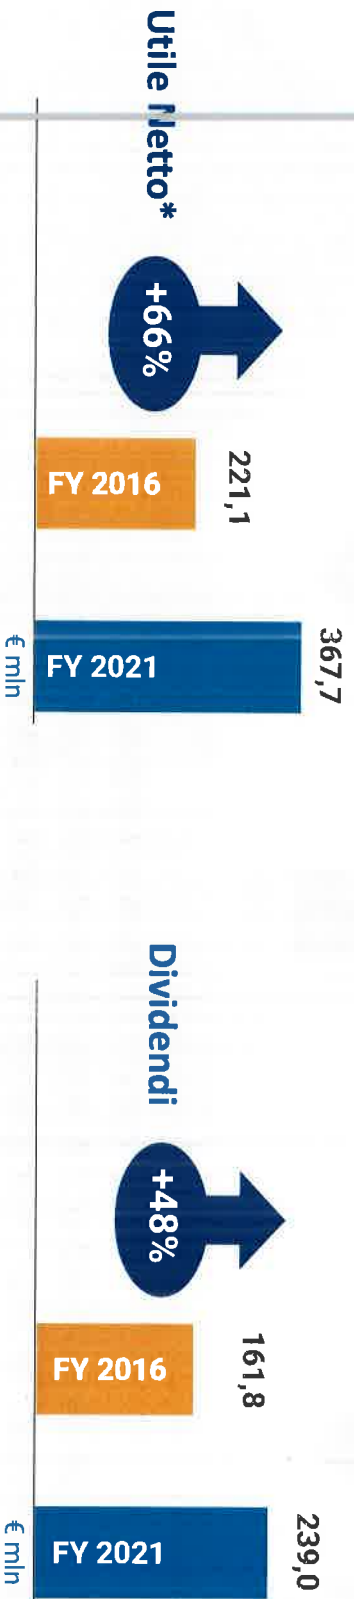 Utile Netto*
+66%
221,1
FY 2016
367,7
FY 2021
€ mln
Dividendi
+48%
161,8
FY 2016
239,0
FY 2021
€ mln